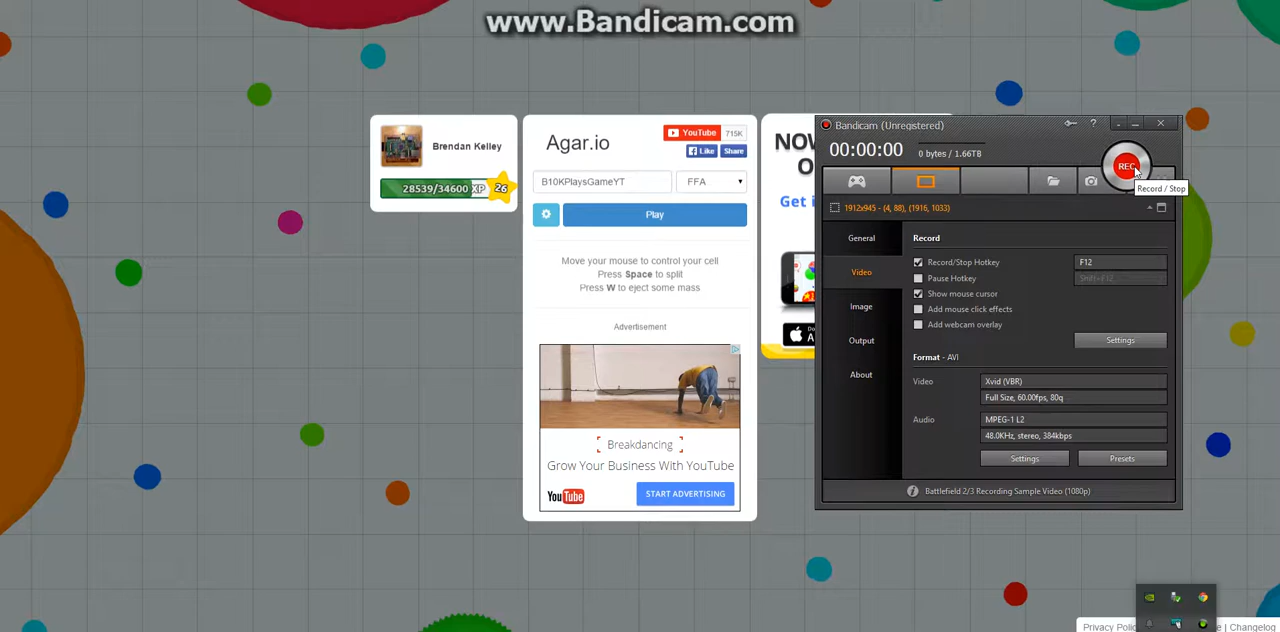 www.Bandicam.com
Brendan Kelley
28539/34600 XP
26
Agar.io
YouTube 715K
Like Share
B10KPlaysGameYT
FFA
Play
Move your mouse to control your cell
Press Space to split
Press W to eject some mass
Advertisement
Breakdancing
Grow Your Business With YouTube
YouTube
START ADVERTISING
NOW
O
Get i
Bandicam (Unregistered)
00:00:00
0 bytes / 1.66TB
REC
Record / Stop
1912x945 - (4, 88), (1916, 1033)
General
Video
Image
Output
About
Record
Record/Stop Hotkey
F12
Pause Hotkey
Shift+F12
Show mouse cursor
Add mouse click effects
Add webcam overlay
Settings
Format - AVI
Video
Xvid (VBR)
Full Size, 60.00fps, 80q
Audio
MPEG-1 L2
48.0KHz, stereo, 384kbps
Settings
Presets
Battlefield 2/3 Recording Sample Video (1080p)
Privacy Polic
| Changelog